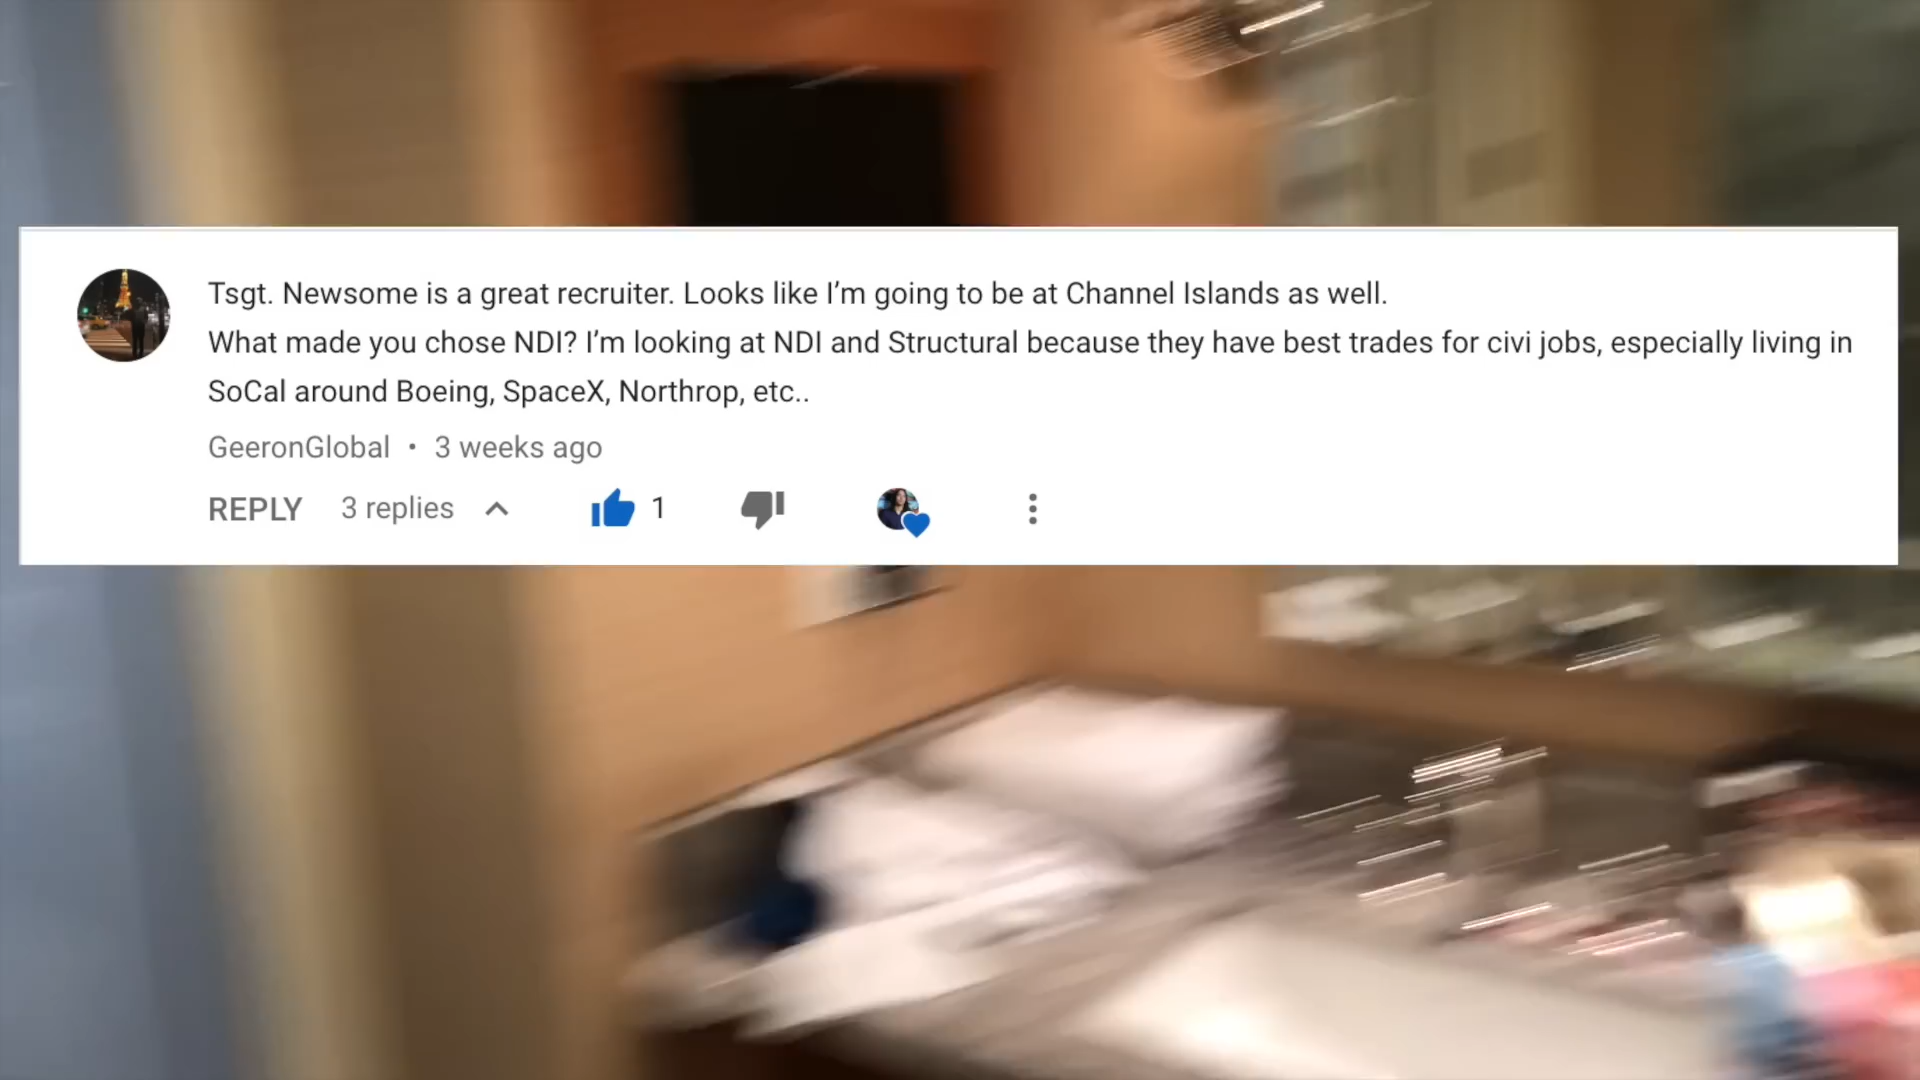 Tsgt. Newsome is a great recruiter. Looks like I'm going to be at Channel Islands as well.
What made you chose NDI? I'm looking at NDI and Structural because they have best trades for civi jobs, especially living in
SoCal around Boeing, SpaceX, Northrop, etc..
GeeronGlobal • 3 weeks ago
REPLY 3 replies 1